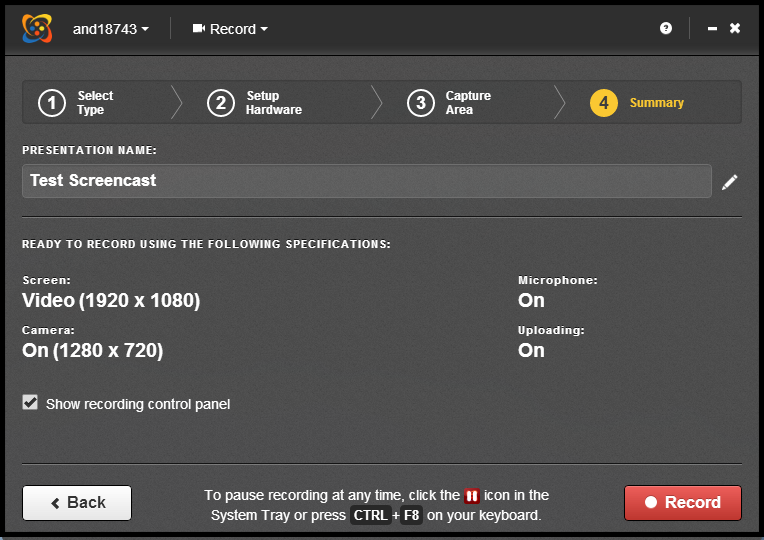 and18743 Record ?
1 Select Type 2 Setup Hardware 3 Capture Area 4 Summary
PRESENTATION NAME:
Test Screencast
READY TO RECORD USING THE FOLLOWING SPECIFICATIONS:
Screen: Microphone:
Video (1920 x 1080) On
Camera: Uploading:
On (1280 x 720) On
Show recording control panel
Back
To pause recording at any time, click the icon in the
System Tray or press CTRL + F8 on your keyboard.
Record